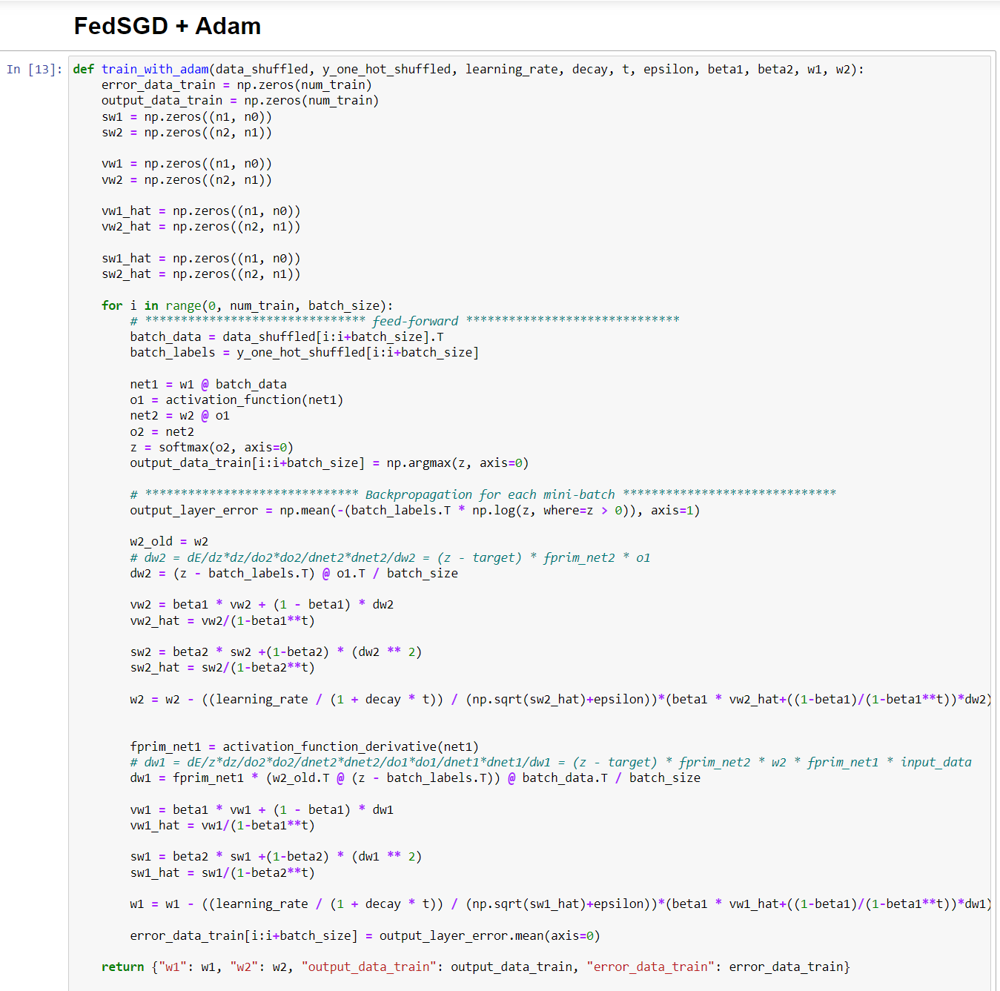 FedSGD + Adam
In [13]: def train_with_adam(data_shuffled, y_one_hot_shuffled, learning_rate, decay, t, epsilon, beta1, beta2, w1, w2):
    error_data_train = np.zeros(num_train)
    output_data_train = np.zeros(num_train)
    sw1 = np.zeros((n1, n0))
    sw2 = np.zeros((n2, n1))

    vw1 = np.zeros((n1, n0))
    vw2 = np.zeros((n2, n1))

    vw1_hat = np.zeros((n1, n0))
    vw2_hat = np.zeros((n2, n1))

    sw1_hat = np.zeros((n1, n0))
    sw2_hat = np.zeros((n2, n1))

    for i in range(0, num_train, batch_size):
        # ******************************* feed-forward ******************************
        batch_data = data_shuffled[i:i+batch_size].T
        batch_labels = y_one_hot_shuffled[i:i+batch_size]

        net1 = w1 @ batch_data
        o1 = activation_function(net1)
        net2 = w2 @ o1
        o2 = net2
        z = softmax(o2, axis=0)
        output_data_train[i:i+batch_size] = np.argmax(z, axis=0)

        # ****************************** Backpropagation for each mini-batch ******************************
        output_layer_error = np.mean(-(batch_labels.T * np.log(z, where=z > 0)), axis=1)

        w2_old = w2
        # dw2 = dE/dz*dz/do2*do2/dnet2*dnet2/dw2 = (z - target) * fprim_net2 * o1
        dw2 = (z - batch_labels.T) @ o1.T / batch_size

        vw2 = beta1 * vw2 + (1 - beta1) * dw2
        vw2_hat = vw2/(1-beta1**t)

        sw2 = beta2 * sw2 +(1-beta2) * (dw2 ** 2)
        sw2_hat = sw2/(1-beta2**t)

        w2 = w2 - ((learning_rate / (1 + decay * t)) / (np.sqrt(sw2_hat)+epsilon))*(beta1 * vw2_hat+((1-beta1)/(1-beta1**t))*dw2)

        fprim_net1 = activation_function_derivative(net1)
        # dw1 = dE/z*dz/do2*do2/dnet2*dnet2/do1*do1/dnet1*dnet1/dw1 = (z - target) * fprim_net2 * w2 * fprim_net1 * input_data
        dw1 = fprim_net1 * (w2_old.T @ (z - batch_labels.T)) @ batch_data.T / batch_size

        vw1 = beta1 * vw1 + (1 - beta1) * dw1
        vw1_hat = vw1/(1-beta1**t)

        sw1 = beta2 * sw1 +(1-beta2) * (dw1 ** 2)
        sw1_hat = sw1/(1-beta2**t)

        w1 = w1 - ((learning_rate / (1 + decay * t)) / (np.sqrt(sw1_hat)+epsilon))*(beta1 * vw1_hat+((1-beta1)/(1-beta1**t))*dw1)

        error_data_train[i:i+batch_size] = output_layer_error.mean(axis=0)

    return {"w1": w1, "w2": w2, "output_data_train": output_data_train, "error_data_train": error_data_train}